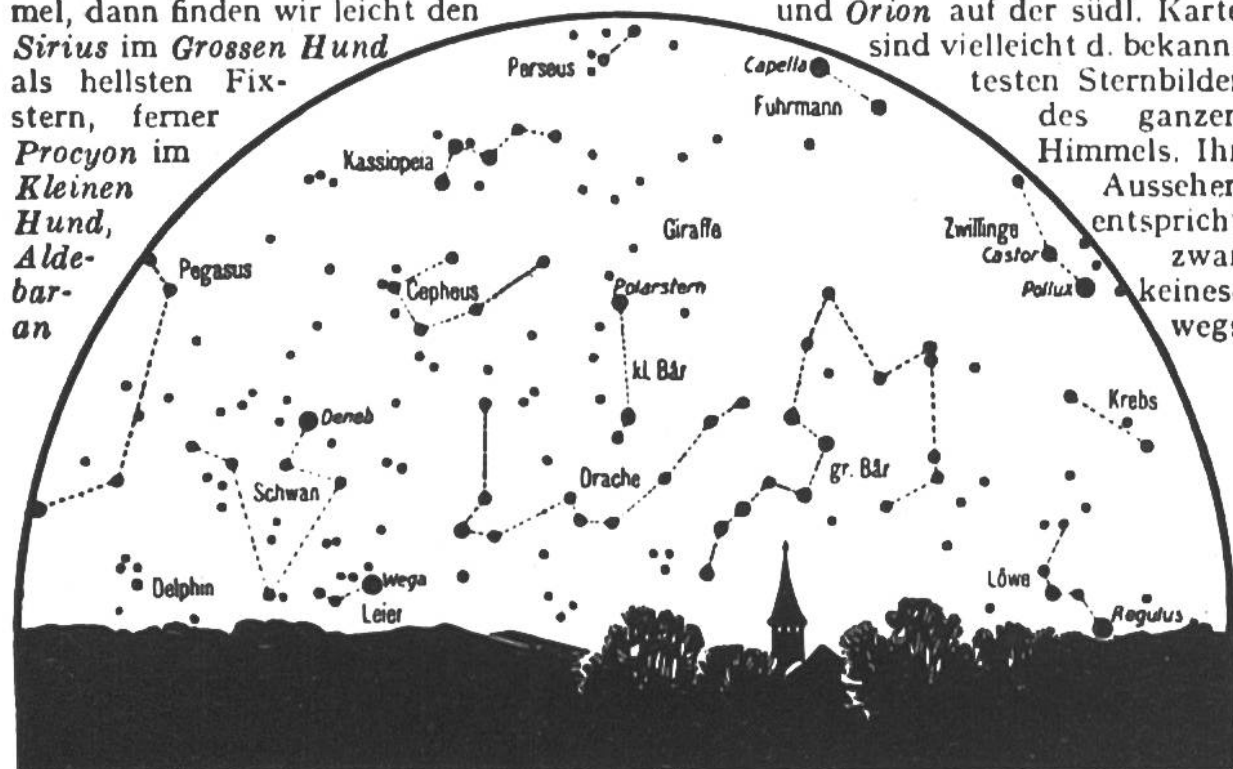 mel, dann finden wir leicht den
Sirius im Grossen Hund
als hellsten Fix-
stern, ferner
Procyon im
Kleinen
Hund,
Alde-
bar-
an
und Orion auf der südl. Karte
sind vielleicht d. bekann
testen Sternbilder
des ganzen
Himmels. Ihr
Aussehen
entspricht
zwar
keines
wegs
Perseus
Capella
Fuhrmann
Kassiopeia
Giraffe
Zwillinge
Castor
Pollux
Pegasus
Cepheus
Polarstern
kl. Bär
Krebs
Deneb
Schwan
Drache
gr. Bär
Delphin
Wega
Leier
Löwe
Regulus